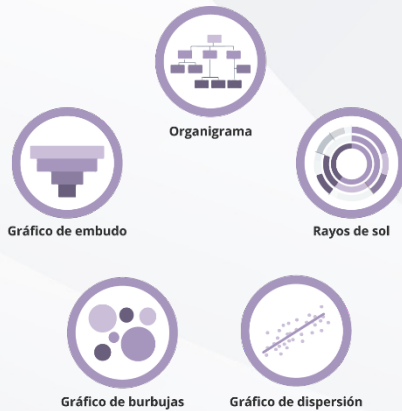 Organigrama
Gráfico de embudo
Rayos de sol
Gráfico de burbujas
Gráfico de dispersión